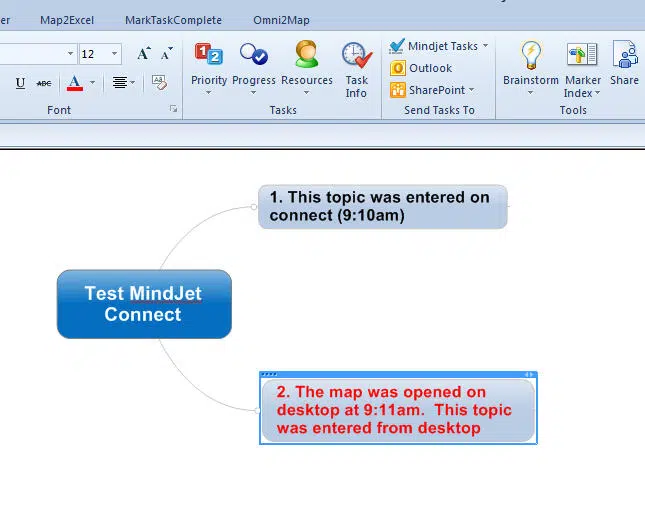 er Map2Excel MarkTaskComplete Omni2Map
12 A A
1 2
U ABC A
Priority Progress Resources Task Info
Mindjet Tasks
Outlook
SharePoint
Brainstorm Marker Index Share
Font Tasks Send Tasks To Tools
1. This topic was entered on
connect (9:10am)
Test MindJet
Connect
2. The map was opened on
desktop at 9:11am. This topic
was entered from desktop